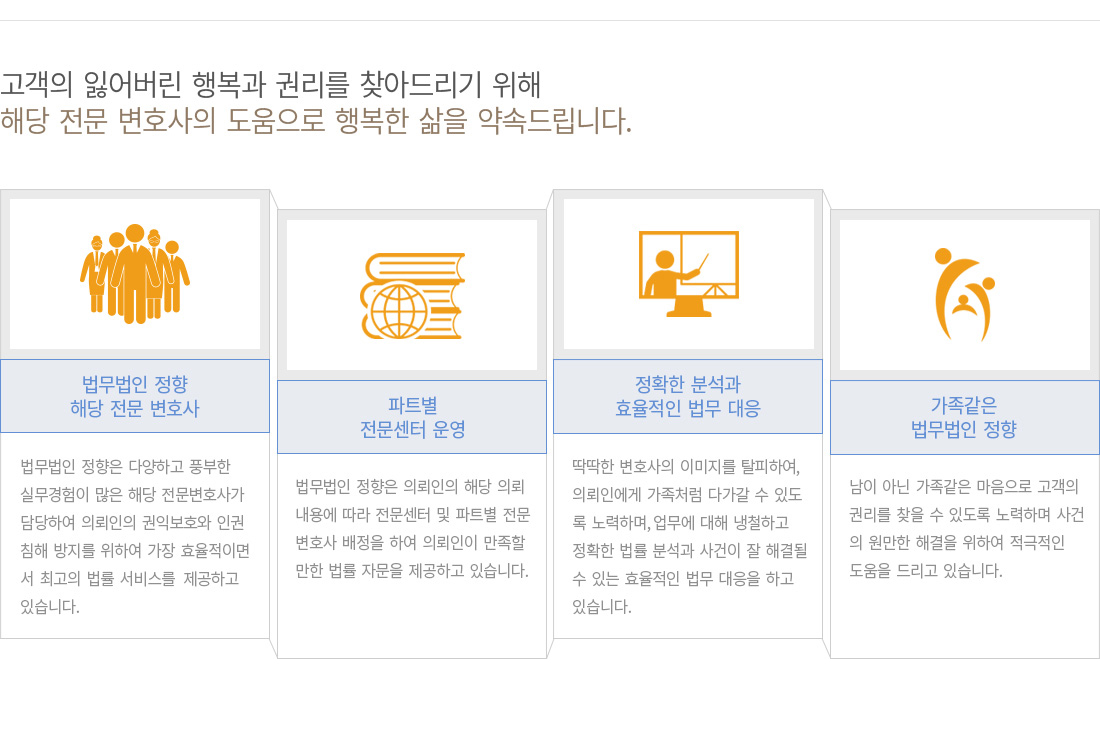 고객의 잃어버린 행복과 권리를 찾아드리기 위해
해당 전문 변호사의 도움으로 행복한 삶을 약속드립니다.
법무법인 정향
해당 전문 변호사
법무법인 정향은 다양하고 풍부한
실무경험이 많은 해당 전문변호사가
담당하여 의뢰인의 권익보호와 인권
침해 방지를 위하여 가장 효율적이면
서 최고의 법률 서비스를 제공하고
있습니다.
파트별
전문센터 운영
법무법인 정향은 의뢰인의 해당 의뢰
내용에 따라 전문센터 및 파트별 전문
변호사 배정을 하여 의뢰인이 만족할
만한 법률 자문을 제공하고 있습니다.
정확한 분석과
효율적인 법무 대응
딱딱한 변호사의 이미지를 탈피하여,
의뢰인에게 가족처럼 다가갈 수 있도
록 노력하며, 업무에 대해 냉철하고
정확한 법률 분석과 사건이 잘 해결될
수 있는 효율적인 법무 대응을 하고
있습니다.
가족같은
법무법인 정향
남이 아닌 가족같은 마음으로 고객의
권리를 찾을 수 있도록 노력하며 사건
의 원만한 해결을 위하여 적극적인
도움을 드리고 있습니다.